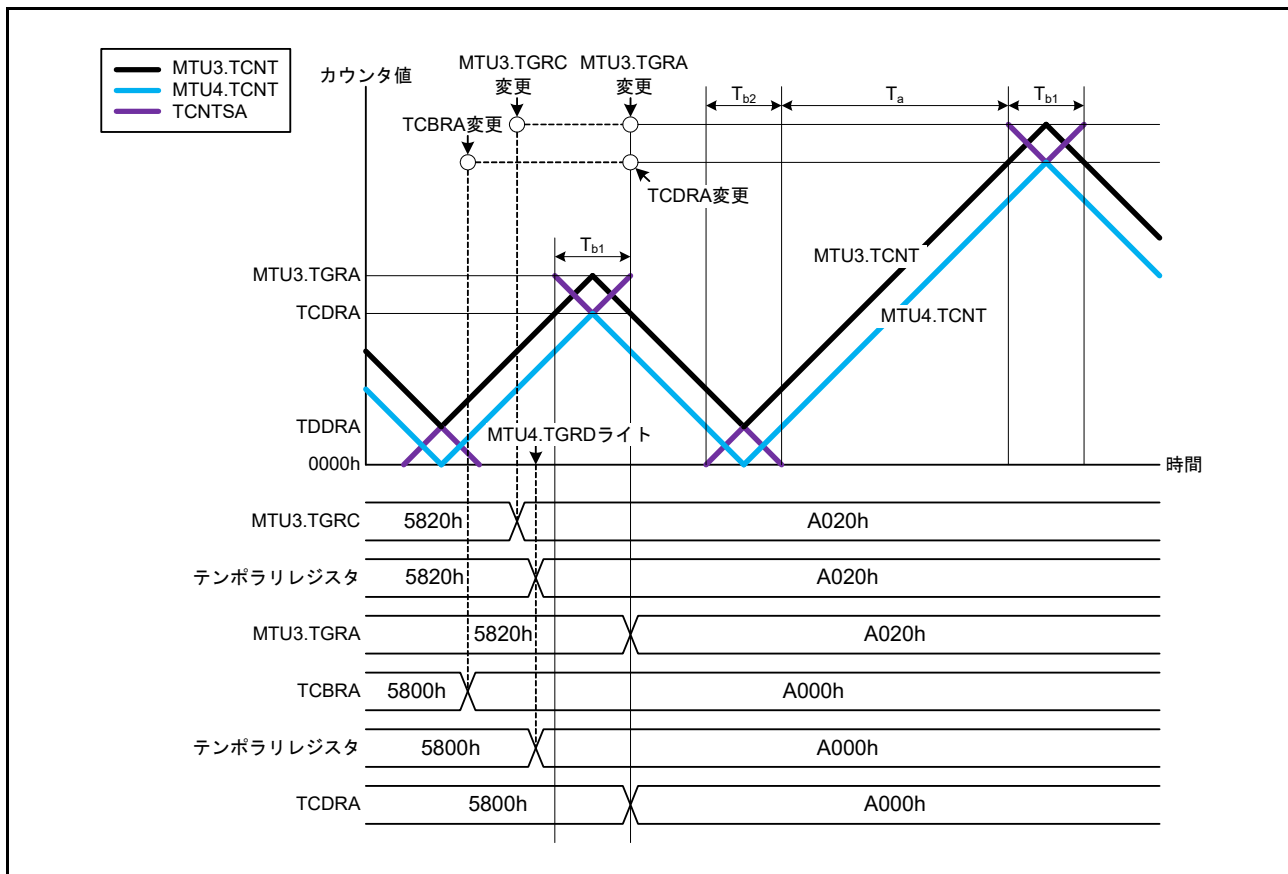 MTU3.TCNT
MTU4.TCNT
TCNTSA
カウンタ値
MTU3.TGRC
変更
MTU3.TGRA
変更
TCBRA変更
TCDRA変更
Tb2
Ta
Tb1
Tb1
MTU3.TCNT
MTU4.TCNT
MTU3.TGRA
TCDRA
TDDRA
0000h
MTU4.TGRDライト
時間
MTU3.TGRC 5820h A020h
テンポラリレジスタ 5820h A020h
MTU3.TGRA 5820h A020h
TCBRA 5800h A000h
テンポラリレジスタ 5800h A000h
TCDRA 5800h A000h